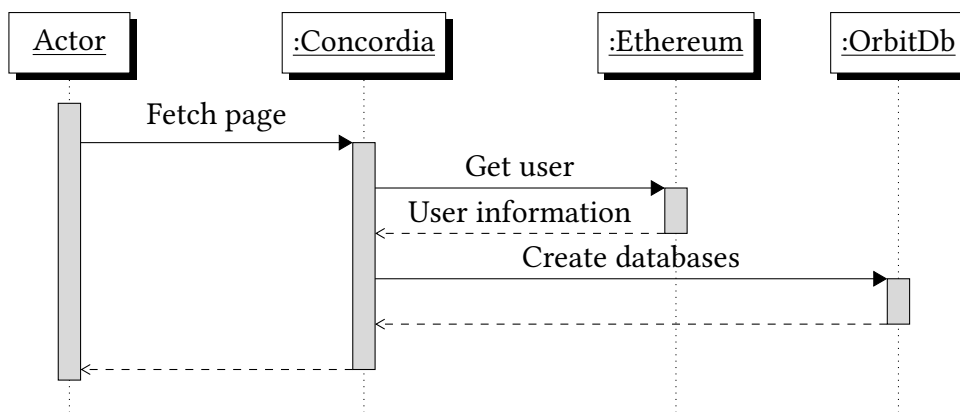 Actor
:Concordia
:Ethereum
:OrbitDb
Fetch page
Get user
User information
Create databases